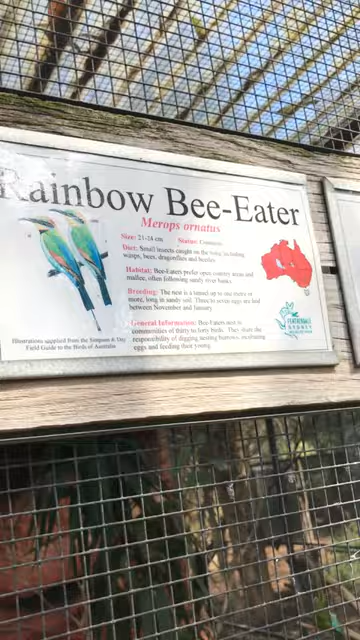 Rainbow Bee-Eater
Merops ornatus
Size: 21-24 cm Status: Common
Diet: Small insects caught on the wing including
wasps, bees, dragonflies and beetles
Habitat: Bee-Eaters prefer open country areas and
mallee, often following sandy river banks.
Breeding: The nest is a tunnel up to one metre or
more, long in sandy soil. Three to seven eggs are laid
between November and January
General Information: Bee-Eaters nest in
communities of thirty to forty birds. They share the
responsibility of digging nesting burrows, incubating
eggs and feeding their young.
Illustrations supplied from the Simpson & Day
Field Guide to the Birds of Australia
FEATHERDALE
SYDNEY